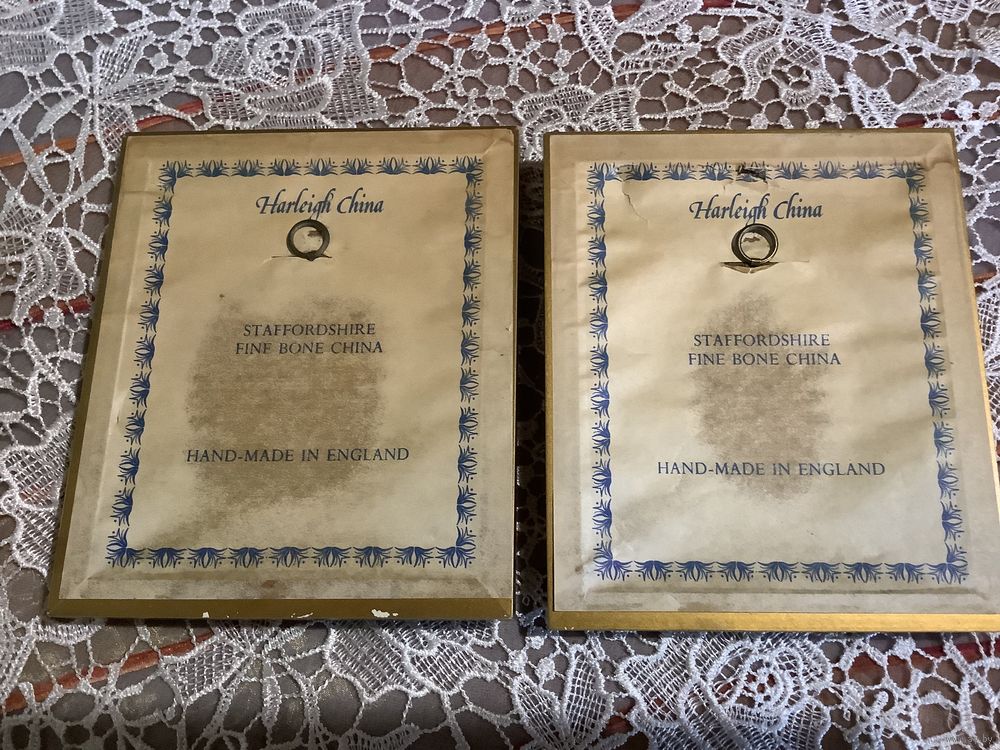 Harleigh China
STAFFORDSHIRE
FINE BONE CHINA
HAND-MADE IN ENGLAND
Harleigh China
STAFFORDSHIRE
FINE BONE CHINA
HAND-MADE IN ENGLAND